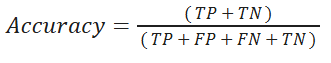 Accuracy = (TP + TN) / (TP + FP + FN + TN)